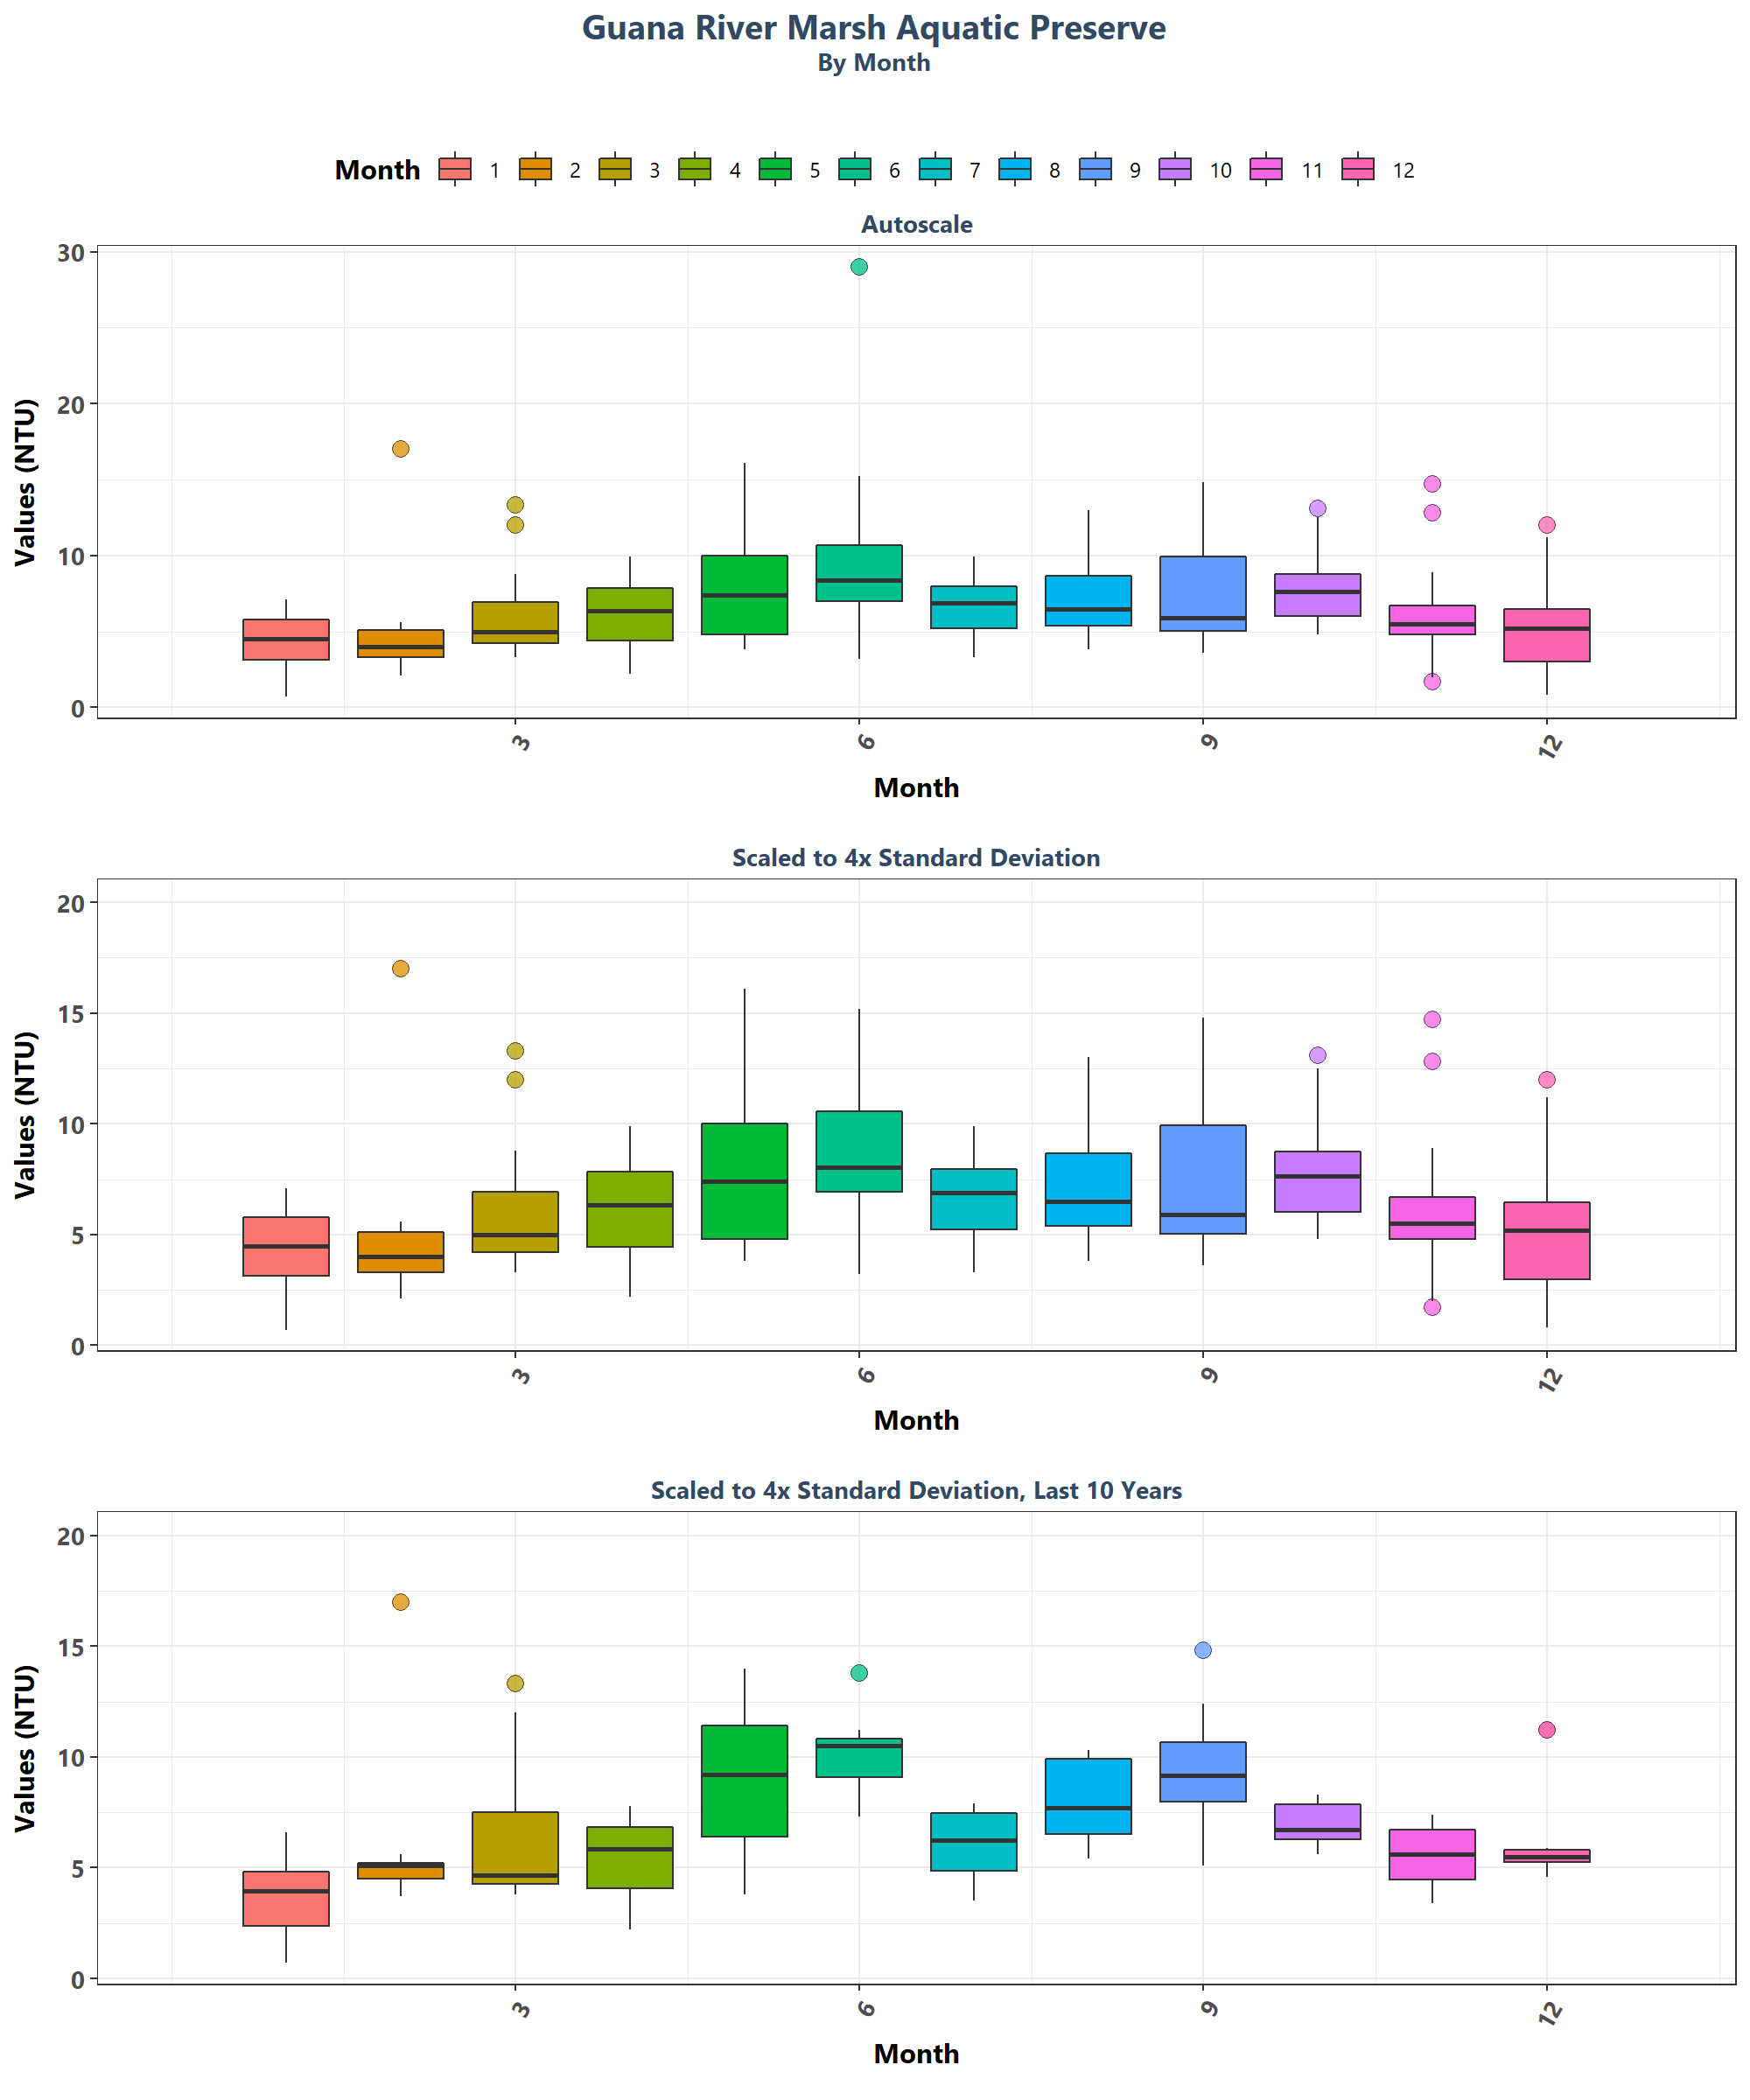 Guana River Marsh Aquatic Preserve
By Month
Month 1 2 3 4 5 6 7 8 9 10 11 12
Autoscale
30
20
10
0
Values (NTU)
3 6 9 12
Month
Scaled to 4x Standard Deviation
20
15
10
5
0
Values (NTU)
3 6 9 12
Month
Scaled to 4x Standard Deviation, Last 10 Years
20
15
10
5
0
Values (NTU)
3 6 9 12
Month